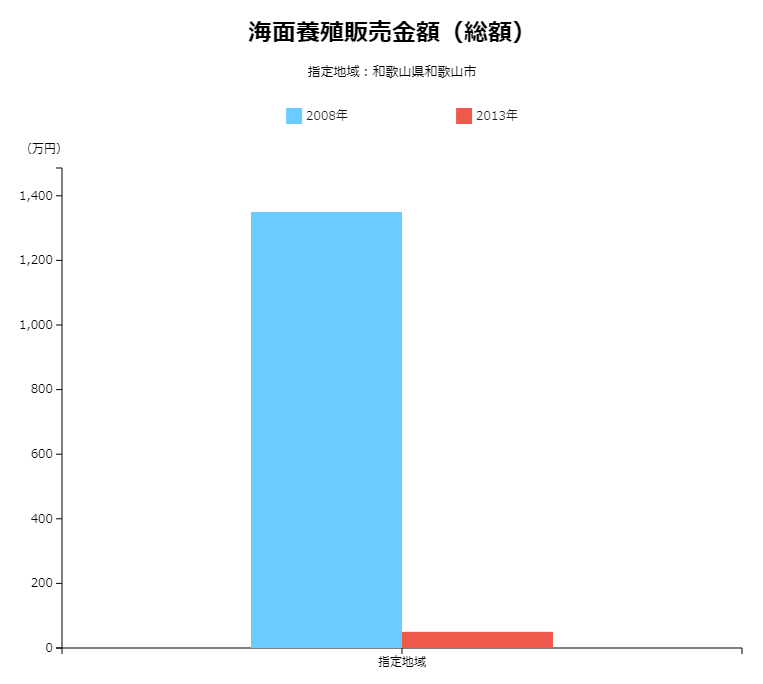 海面養殖販売金額（総額）
指定地域：和歌山県和歌山市
2008年
2013年
（万円）
1,400
1,200
1,000
800
600
400
200
0
指定地域